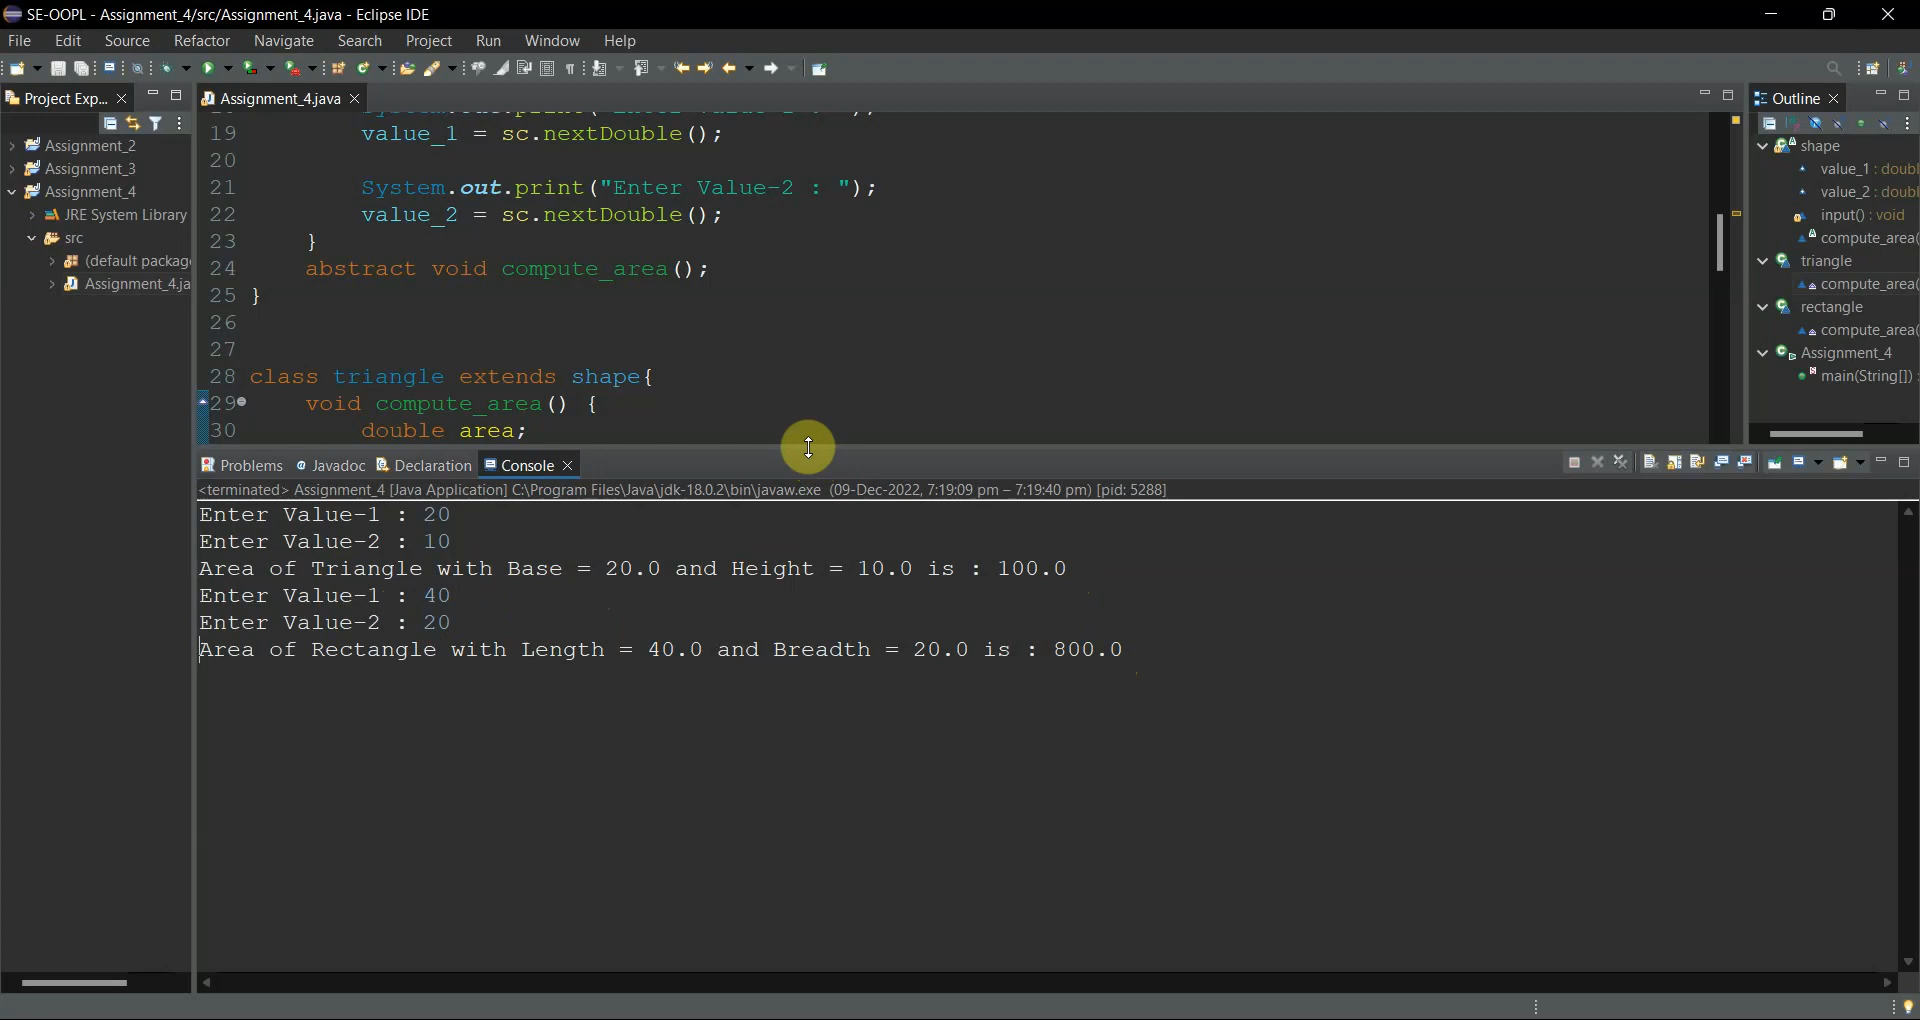 SE-OOPL - Assignment_4/src/Assignment_4.java - Eclipse IDE
File Edit Source Refactor Navigate Search Project Run Window Help
Project Exp...
Assignment_2
Assignment_3
Assignment_4
JRE System Library
src
(default packag
Assignment_4.ja
Assignment_4.java
19 value_1 = sc.nextDouble();
20
21 System.out.print("Enter Value-2 : ");
22 value_2 = sc.nextDouble();
23 }
24 abstract void compute_area();
25 }
26
27
28 class triangle extends shape{
29 void compute_area() {
30 double area;
Outline
shape
value_1 : doubl
value_2 : doubl
input() : void
compute_area(
triangle
compute_area(
rectangle
compute_area(
Assignment_4
main(String[]) :
Problems Javadoc Declaration Console
<terminated> Assignment_4 [Java Application] C:\Program Files\Java\jdk-18.0.2\bin\javaw.exe (09-Dec-2022, 7:19:09 pm – 7:19:40 pm) [pid: 5288]
Enter Value-1 : 20
Enter Value-2 : 10
Area of Triangle with Base = 20.0 and Height = 10.0 is : 100.0
Enter Value-1 : 40
Enter Value-2 : 20
Area of Rectangle with Length = 40.0 and Breadth = 20.0 is : 800.0